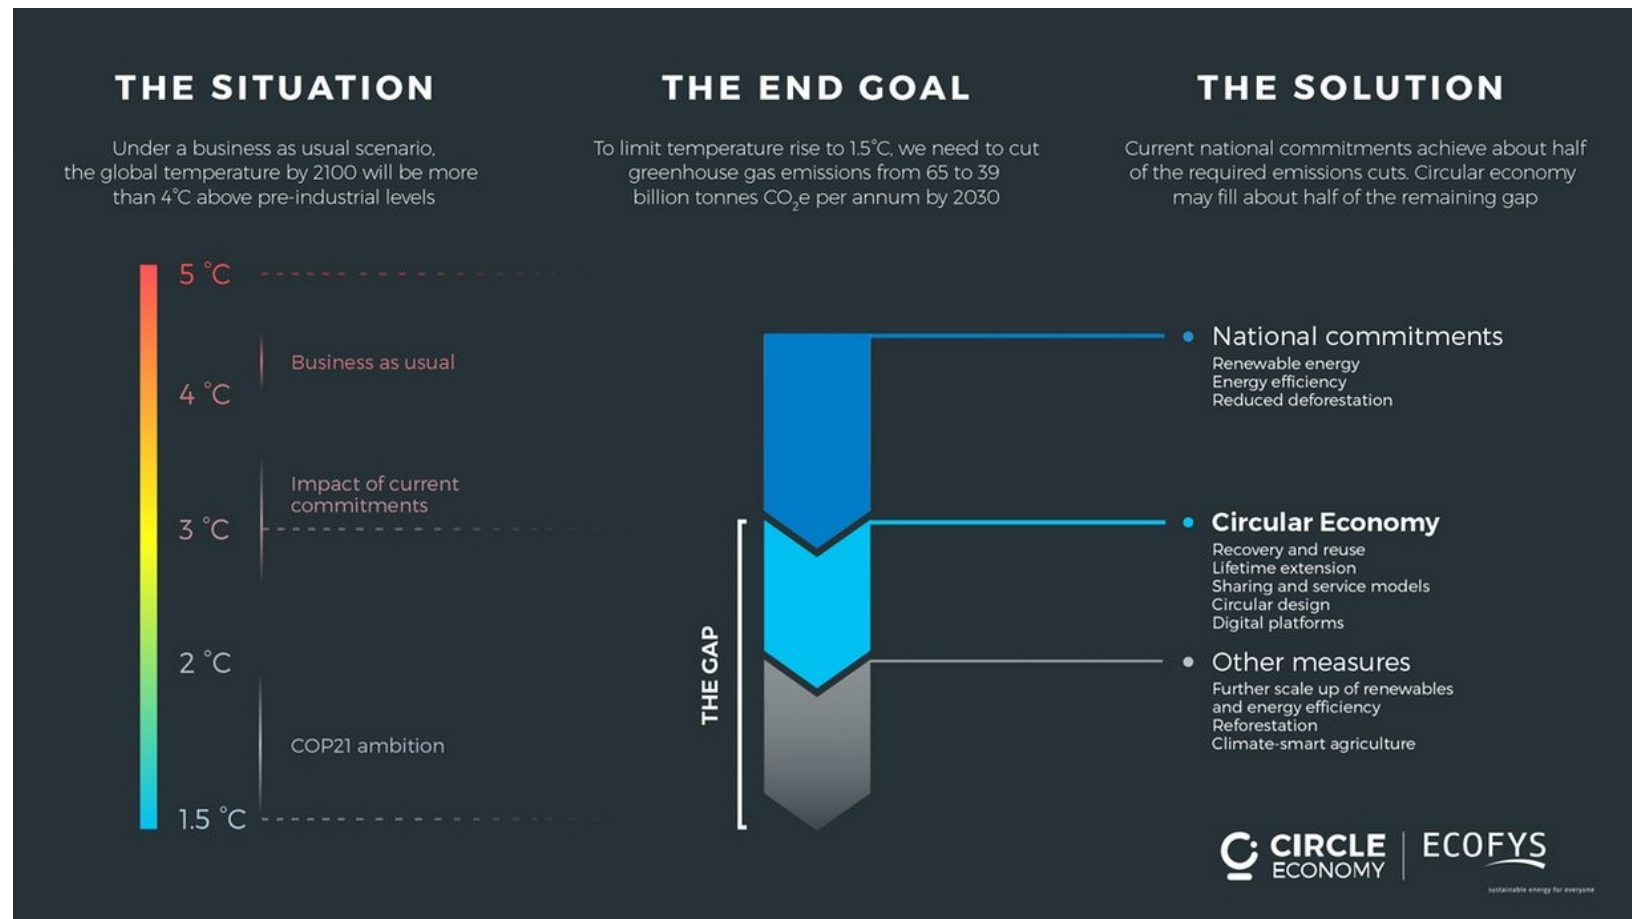 THE SITUATION
Under a business as usual scenario,
the global temperature by 2100 will be more
than 4°C above pre-industrial levels
5 °C
Business as usual
4 °C
Impact of current
commitments
3 °C
2 °C
COP21 ambition
1.5 °C
THE END GOAL
To limit temperature rise to 1.5°C, we need to cut
greenhouse gas emissions from 65 to 39
billion tonnes CO₂e per annum by 2030
THE GAP
THE SOLUTION
Current national commitments achieve about half
of the required emissions cuts. Circular economy
may fill about half of the remaining gap
National commitments
Renewable energy
Energy efficiency
Reduced deforestation
Circular Economy
Recovery and reuse
Lifetime extension
Sharing and service models
Circular design
Digital platforms
Other measures
Further scale up of renewables
and energy efficiency
Reforestation
Climate-smart agriculture
CIRCLE
ECONOMY
ECOFYS
sustainable energy for everyone